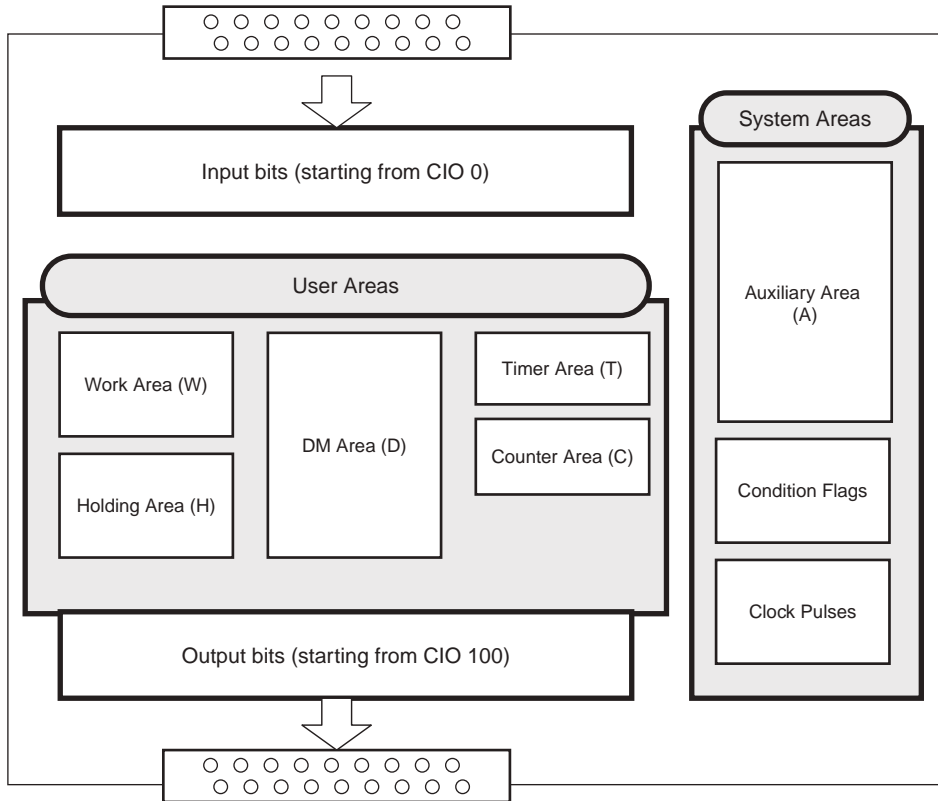 Input bits (starting from CIO 0)
System Areas
Auxiliary Area
(A)
Condition Flags
Clock Pulses
User Areas
Work Area (W)
Holding Area (H)
DM Area (D)
Timer Area (T)
Counter Area (C)
Output bits (starting from CIO 100)